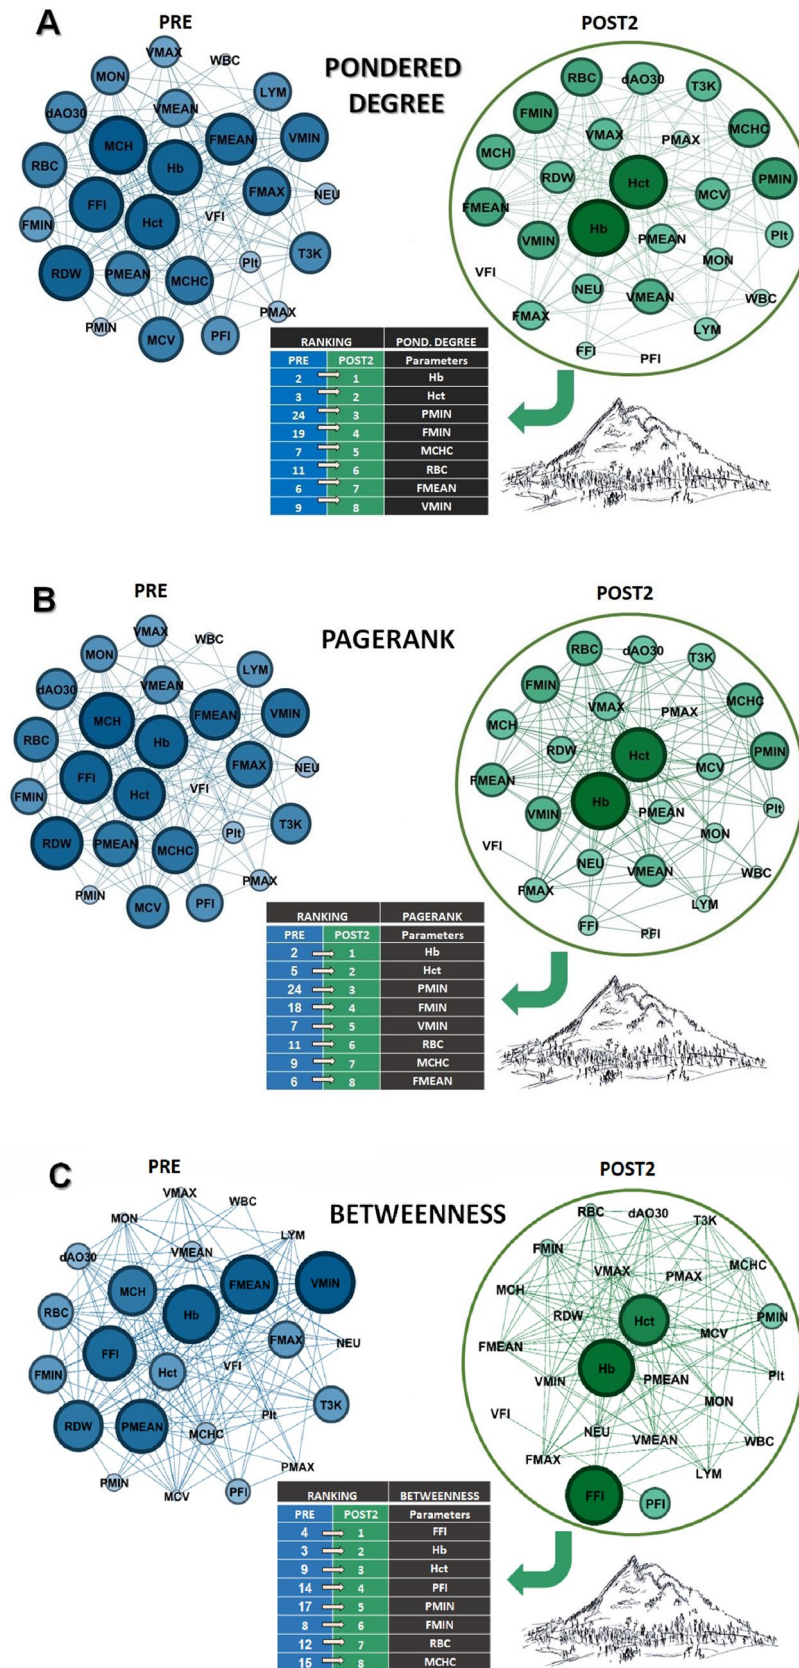 A
PRE
POST2
PONDERED
DEGREE
VMAX
WBC
MON
LYM
dAO30
VMEAN
MCH
FMEAN
VMIN
Hb
RBC
FMAX
NEU
FFI
Hct
VFI
FMIN
T3K
RDW
PMEAN
MCHC
Plt
PMAX
PMIN
MCV
PFI
RBC
dAO30
T3K
FMIN
VMAX
PMAX
MCHC
MCH
RDW
Hct
MCV
PMIN
FMEAN
Hb
VMIN
PMEAN
Plt
MON
VFI
NEU
VMEAN
WBC
FMAX
LYM
FFI
PFI
RANKING POND. DEGREE
PRE POST2 Parameters
2 1 Hb
3 2 Hct
24 3 PMIN
19 4 FMIN
7 5 MCHC
11 6 RBC
6 7 FMEAN
9 8 VMIN
B
PRE
POST2
PAGERANK
VMAX
WBC
MON
LYM
dAO30
VMEAN
MCH
FMEAN
VMIN
RBC
Hb
FMAX
NEU
FFI
Hct
VFI
FMIN
T3K
RDW
PMEAN
MCHC
Plt
PMAX
PMIN
MCV
PFI
RBC
dAO30
T3K
FMIN
VMAX
PMAX
MCHC
MCH
RDW
Hct
MCV
PMIN
FMEAN
Hb
VMIN
PMEAN
Plt
MON
VFI
NEU
VMEAN
WBC
FMAX
LYM
FFI
PFI
RANKING PAGERANK
PRE POST2 Parameters
2 1 Hb
5 2 Hct
24 3 PMIN
18 4 FMIN
7 5 VMIN
11 6 RBC
9 7 MCHC
6 8 FMEAN
C
PRE
POST2
BETWEENNESS
VMAX
WBC
MON
LYM
dAO30
VMEAN
MCH
FMEAN
VMIN
RBC
Hb
FMAX
NEU
FFI
Hct
VFI
FMIN
T3K
RDW
PMEAN
MCHC
Plt
PMAX
PMIN
MCV
PFI
RBC
dAO30
T3K
FMIN
VMAX
PMAX
MCHC
MCH
RDW
Hct
MCV
PMIN
FMEAN
Hb
VMIN
PMEAN
Plt
MON
VFI
NEU
VMEAN
WBC
FMAX
LYM
FFI
PFI
RANKING BETWEENNESS
PRE POST2 Parameters
4 1 FFI
3 2 Hb
9 3 Hct
14 4 PFI
17 5 PMIN
8 6 FMIN
12 7 RBC
15 8 MCHC